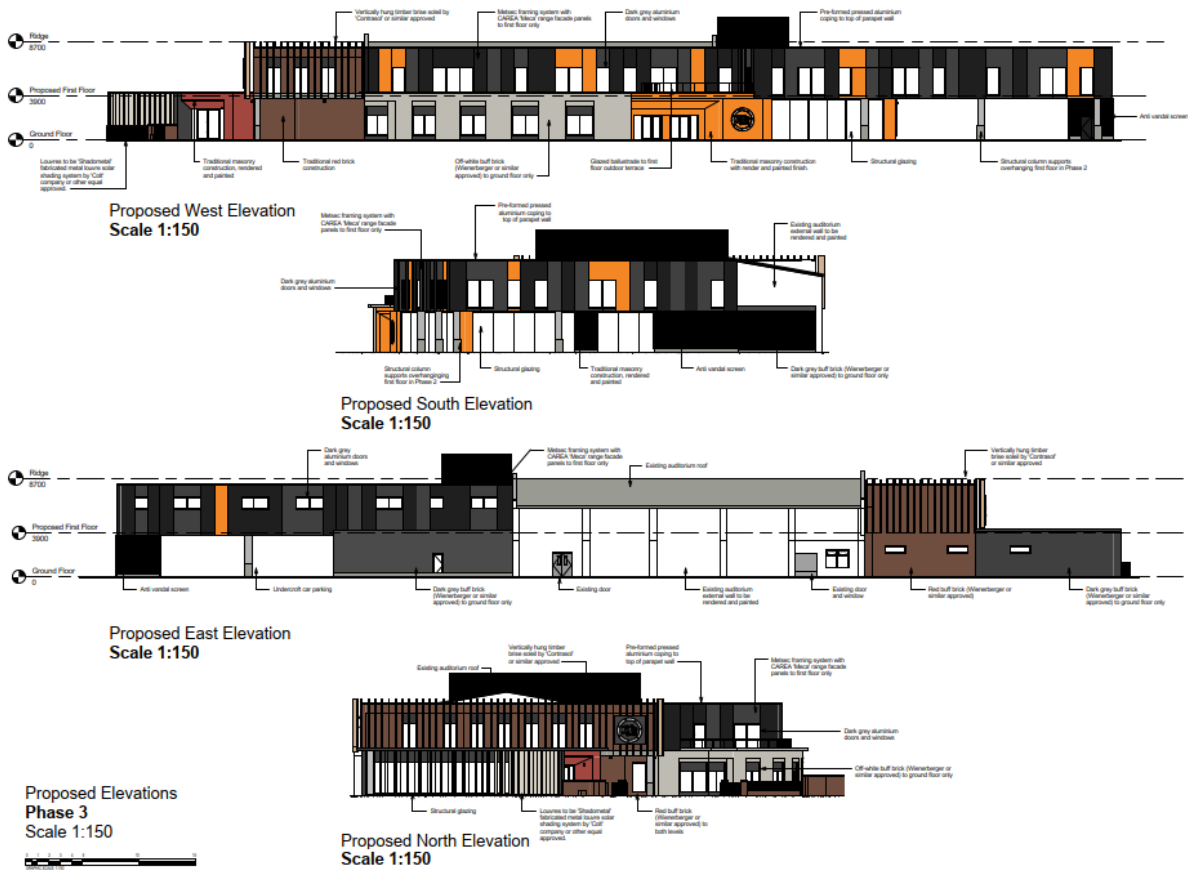 Vertically hung timber
brise soleil by
'Contrasol' or similar approved
Metsec framing system with
CAREA 'Meca' range facade
panels to first floor only
Dark grey aluminium
doors and windows
Pre-formed pressed aluminium
coping to top of parapet wall
Ridge
8700
Proposed First Floor
3900
Ground Floor
0
Anti vandal screen
Louvres to be 'Shadometal'
fabricated metal louvre solar
shading system by 'Colt'
company or other equal
approved.
Traditional masonry
construction, rendered
and painted
Traditional red brick
construction
Off-white buff brick
(Wienerberger or similar
approved) to ground floor only
Glazed ballustrade to first
floor outdoor terrace
Traditional masonry construction
with render and painted finish.
Structural glazing
Structural column supports
overhanging first floor in Phase 2
Proposed West Elevation
Scale 1:150
Metsec framing system with
CAREA 'Meca' range facade
panels to first floor only
Pre-formed pressed
aluminium coping to
top of parapet wall
Existing auditorium
external wall to be
rendered and painted
Dark grey aluminium
doors and windows
Structural column
supports overhanginging
first floor in Phase 2
Structural glazing
Traditional masonry
construction, rendered
and painted
Anti vandal screen
Dark grey buff brick (Wienerberger or
similar approved) to ground floor only
Proposed South Elevation
Scale 1:150
Ridge
8700
Proposed First Floor
3900
Ground Floor
0
Dark grey
aluminium doors
and windows
Metsec framing system with
CAREA 'Meca' range facade
panels to first floor only
Existing auditorium roof
Vertically hung timber
brise soleil by 'Contrasol'
or similar approved
Anti vandal screen
Undercroft car parking
Dark grey buff brick
(Wienerberger or similar
approved) to ground floor only
Existing door
Existing auditorium
external wall to be
rendered and painted
Existing door
and window
Red buff brick (Wienerberger or
similar approved)
Dark grey buff brick
(Wienerberger or similar
approved) to ground floor only
Proposed East Elevation
Scale 1:150
Existing auditorium roof
Vertically hung timber
brise soleil by 'Contrasol'
or similar approved
Pre-formed pressed
aluminium coping to
top of parapet wall
Metsec framing system with
CAREA 'Meca' range facade
panels to first floor only
Dark grey aluminium
doors and windows
Off-white buff brick (Wienerberger or
similar approved) to ground floor only
Structural glazing
Louvres to be 'Shadometal'
fabricated metal louvre solar
shading system by 'Colt'
company or other equal
approved.
Red buff brick
(Wienerberger or
similar approved) to
both levels
Proposed North Elevation
Scale 1:150
Proposed Elevations
Phase 3
Scale 1:150